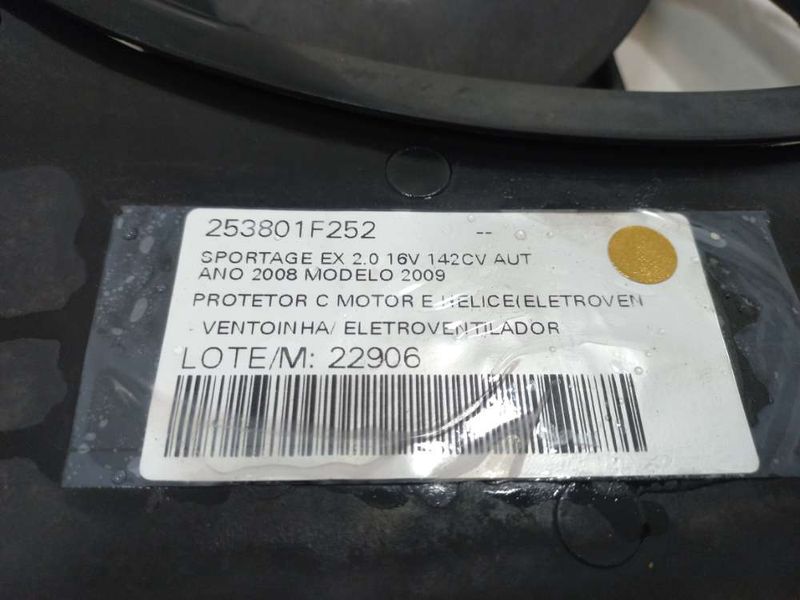 253801F252 --
SPORTAGE EX 2.0 16V 142CV AUT
ANO 2008 MODELO 2009
PROTETOR C MOTOR E HELICE(ELETROVEN
- VENTOINHA/ ELETROVENTILADOR
LOTE/M: 22906